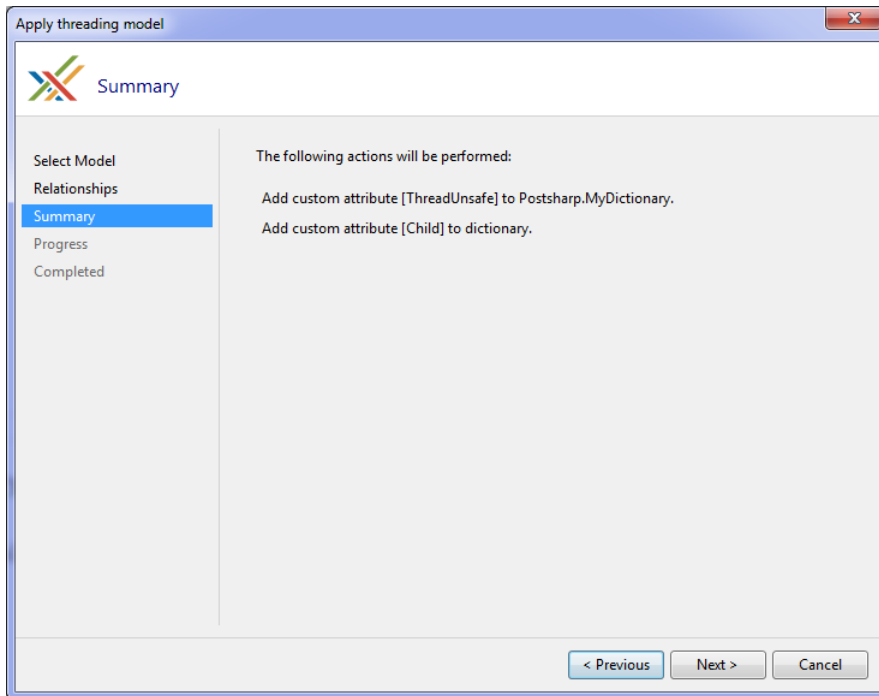 Apply threading model
Summary
Select Model
Relationships
Summary
Progress
Completed
The following actions will be performed:
Add custom attribute [ThreadUnsafe] to Postsharp.MyDictionary.
Add custom attribute [Child] to dictionary.
< Previous
Next >
Cancel